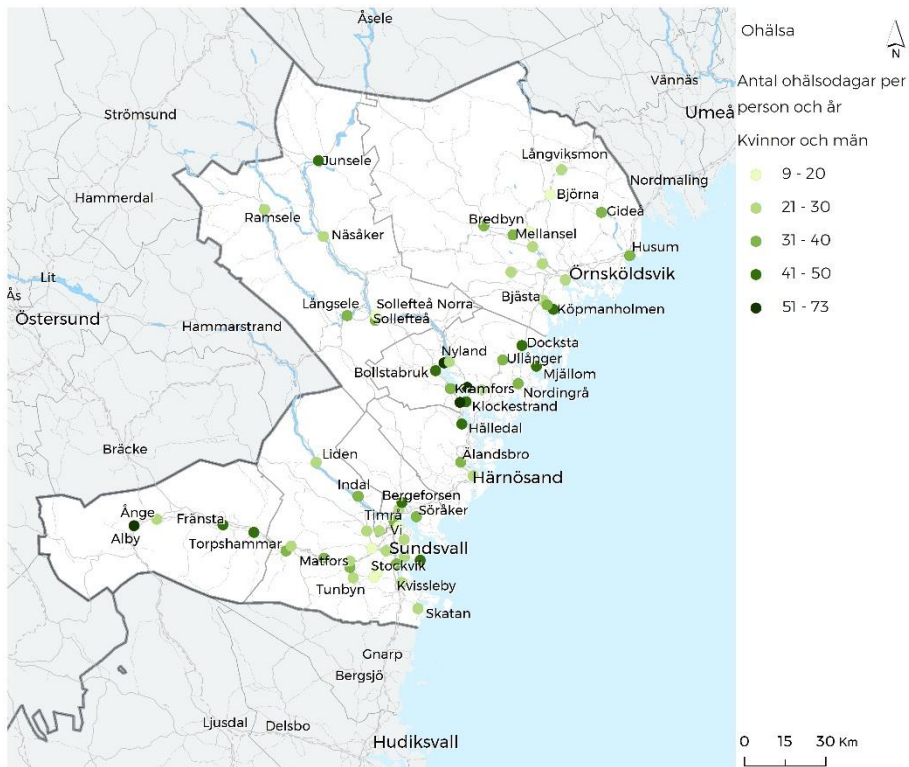 Åsele
Ohälsa
N
Vännäs
Antal ohälsodagar per
person och år
Strömsund
Umeå
Kvinnor och män
Långviksmon
Junsele
9 - 20
Nordmaling
Björna
Hammerdal
21 - 30
Gideå
Ramsele
Bredbyn
Mellansel
Näsåker
31 - 40
Husum
Lit
Örnsköldsvik
41 - 50
Ås
Långsele
Sollefteå Norra
Bjästa
Köpmanholmen
51 - 73
Östersund
Sollefteå
Hammarstrand
Docksta
Nyland
Ullånger
Bollstabruk
Mjällom
Kramfors
Nordingrå
Klockestrand
Hälledal
Bräcke
Liden
Älandsbro
Härnösand
Indal
Bergeforsen
Ånge
Fränsta
Timrå
Söråker
Alby
Vi
Torpshammar
Sundsvall
Matfors
Stockvik
Tunbyn
Kvissleby
Skatan
Gnarp
Bergsjö
Ljusdal
Delsbo
Hudiksvall
0 15 30 Km